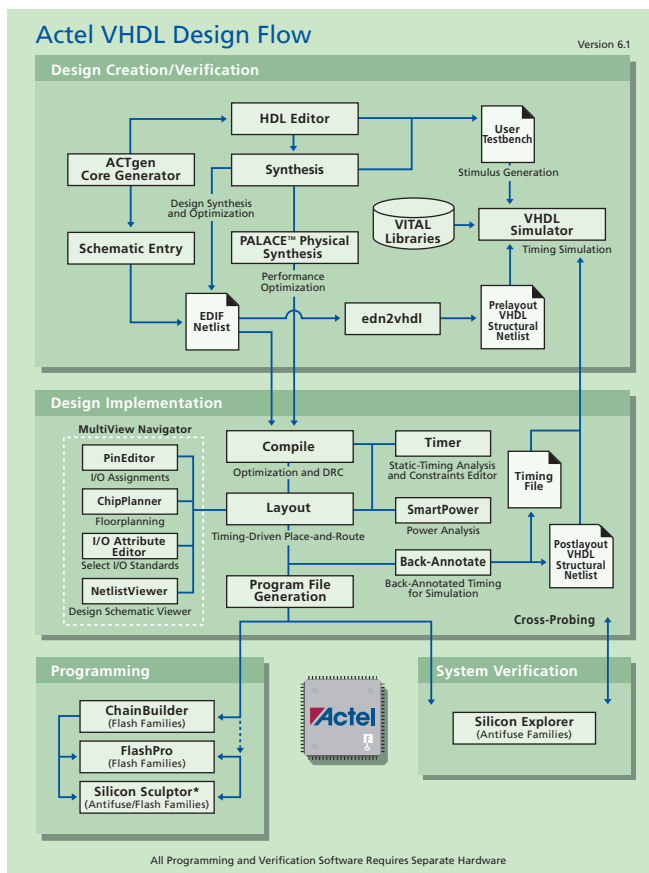 Actel VHDL Design Flow
Version 6.1
Design Creation/Verification
HDL Editor
User
Testbench
Stimulus Generation
ACTgen
Core Generator
Synthesis
Design Synthesis
and Optimization
VITAL
Libraries
VHDL
Simulator
Timing Simulation
Schematic Entry
PALACE™ Physical
Synthesis
Performance
Optimization
EDIF
Netlist
edn2vhdl
Prelayout
VHDL
Structural
Netlist
Design Implementation
MultiView Navigator
PinEditor
I/O Assignments
ChipPlanner
Floorplanning
I/O Attribute
Editor
Select I/O Standards
NetlistViewer
Design Schematic Viewer
Compile
Optimization and DRC
Layout
Timing-Driven Place-and-Route
Program File
Generation
Timer
Static-Timing Analysis
and Constraints Editor
SmartPower
Power Analysis
Back-Annotate
Back-Annotated Timing
for Simulation
Timing
File
Postlayout
VHDL
Structural
Netlist
Cross-Probing
Programming
ChainBuilder
(Flash Families)
FlashPro
(Flash Families)
Silicon Sculptor*
(Antifuse/Flash Families)
Actel
F
System Verification
Silicon Explorer
(Antifuse Families)
All Programming and Verification Software Requires Separate Hardware